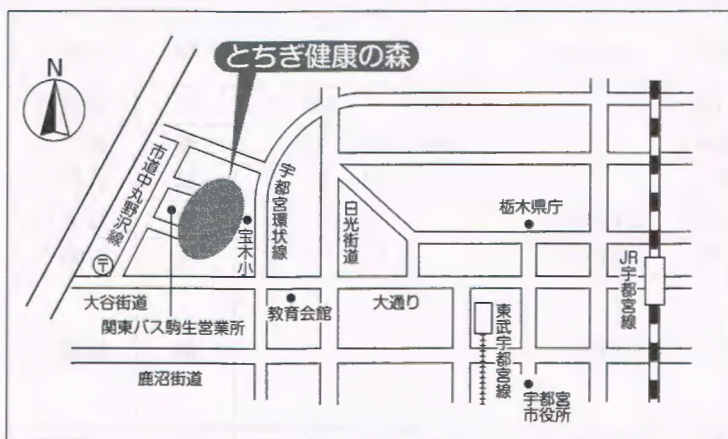 とちぎ健康の森
N
市道中丸野沢線
宇都宮環状線
宝木小
日光街道
栃木県庁
JR宇都宮線
〒
大谷街道
関東バス駒生営業所
教育会館
大通り
東武宇都宮線
鹿沼街道
宇都宮
市役所